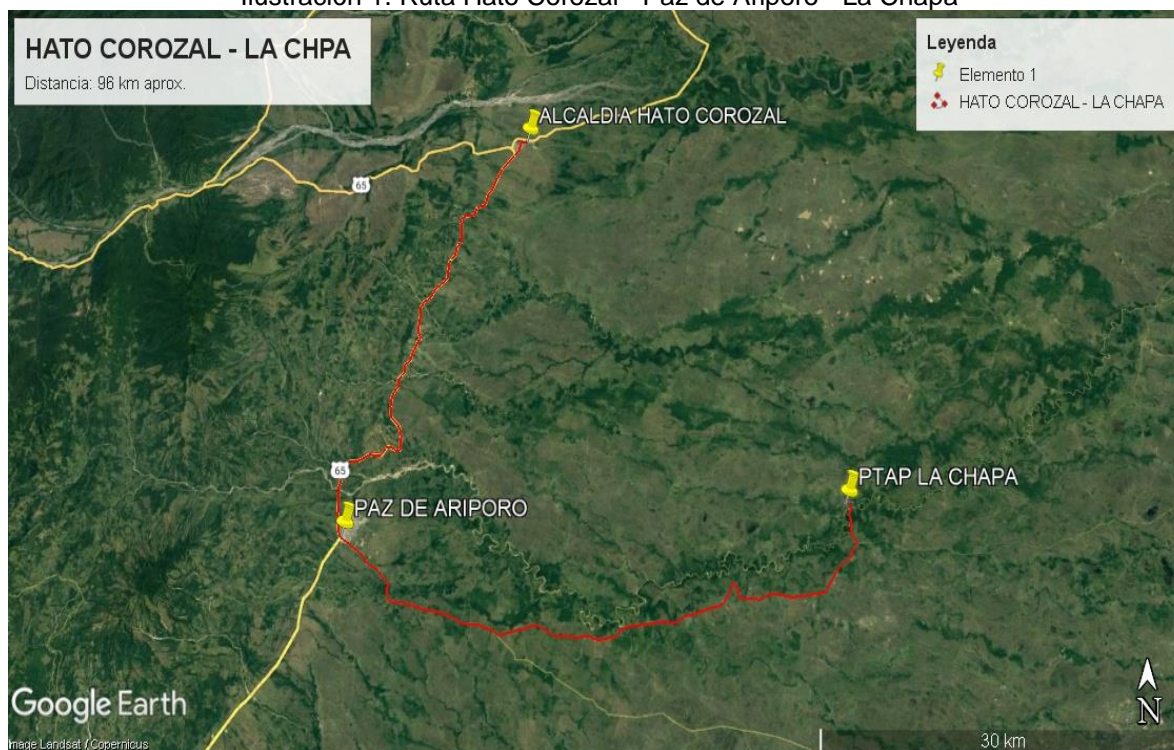 Ilustración 1. Ruta Hato Corozal - Paz de Ariporo - La Chapa
HATO COROZAL - LA CHPA
Distancia: 96 km aprox.
Leyenda
Elemento 1
HATO COROZAL - LA CHAPA
ALCALDIA HATO COROZAL
65
65
PTAP LA CHAPA
PAZ DE ARIPORO
Google Earth
Image Landsat / Copernicus
N
30 km